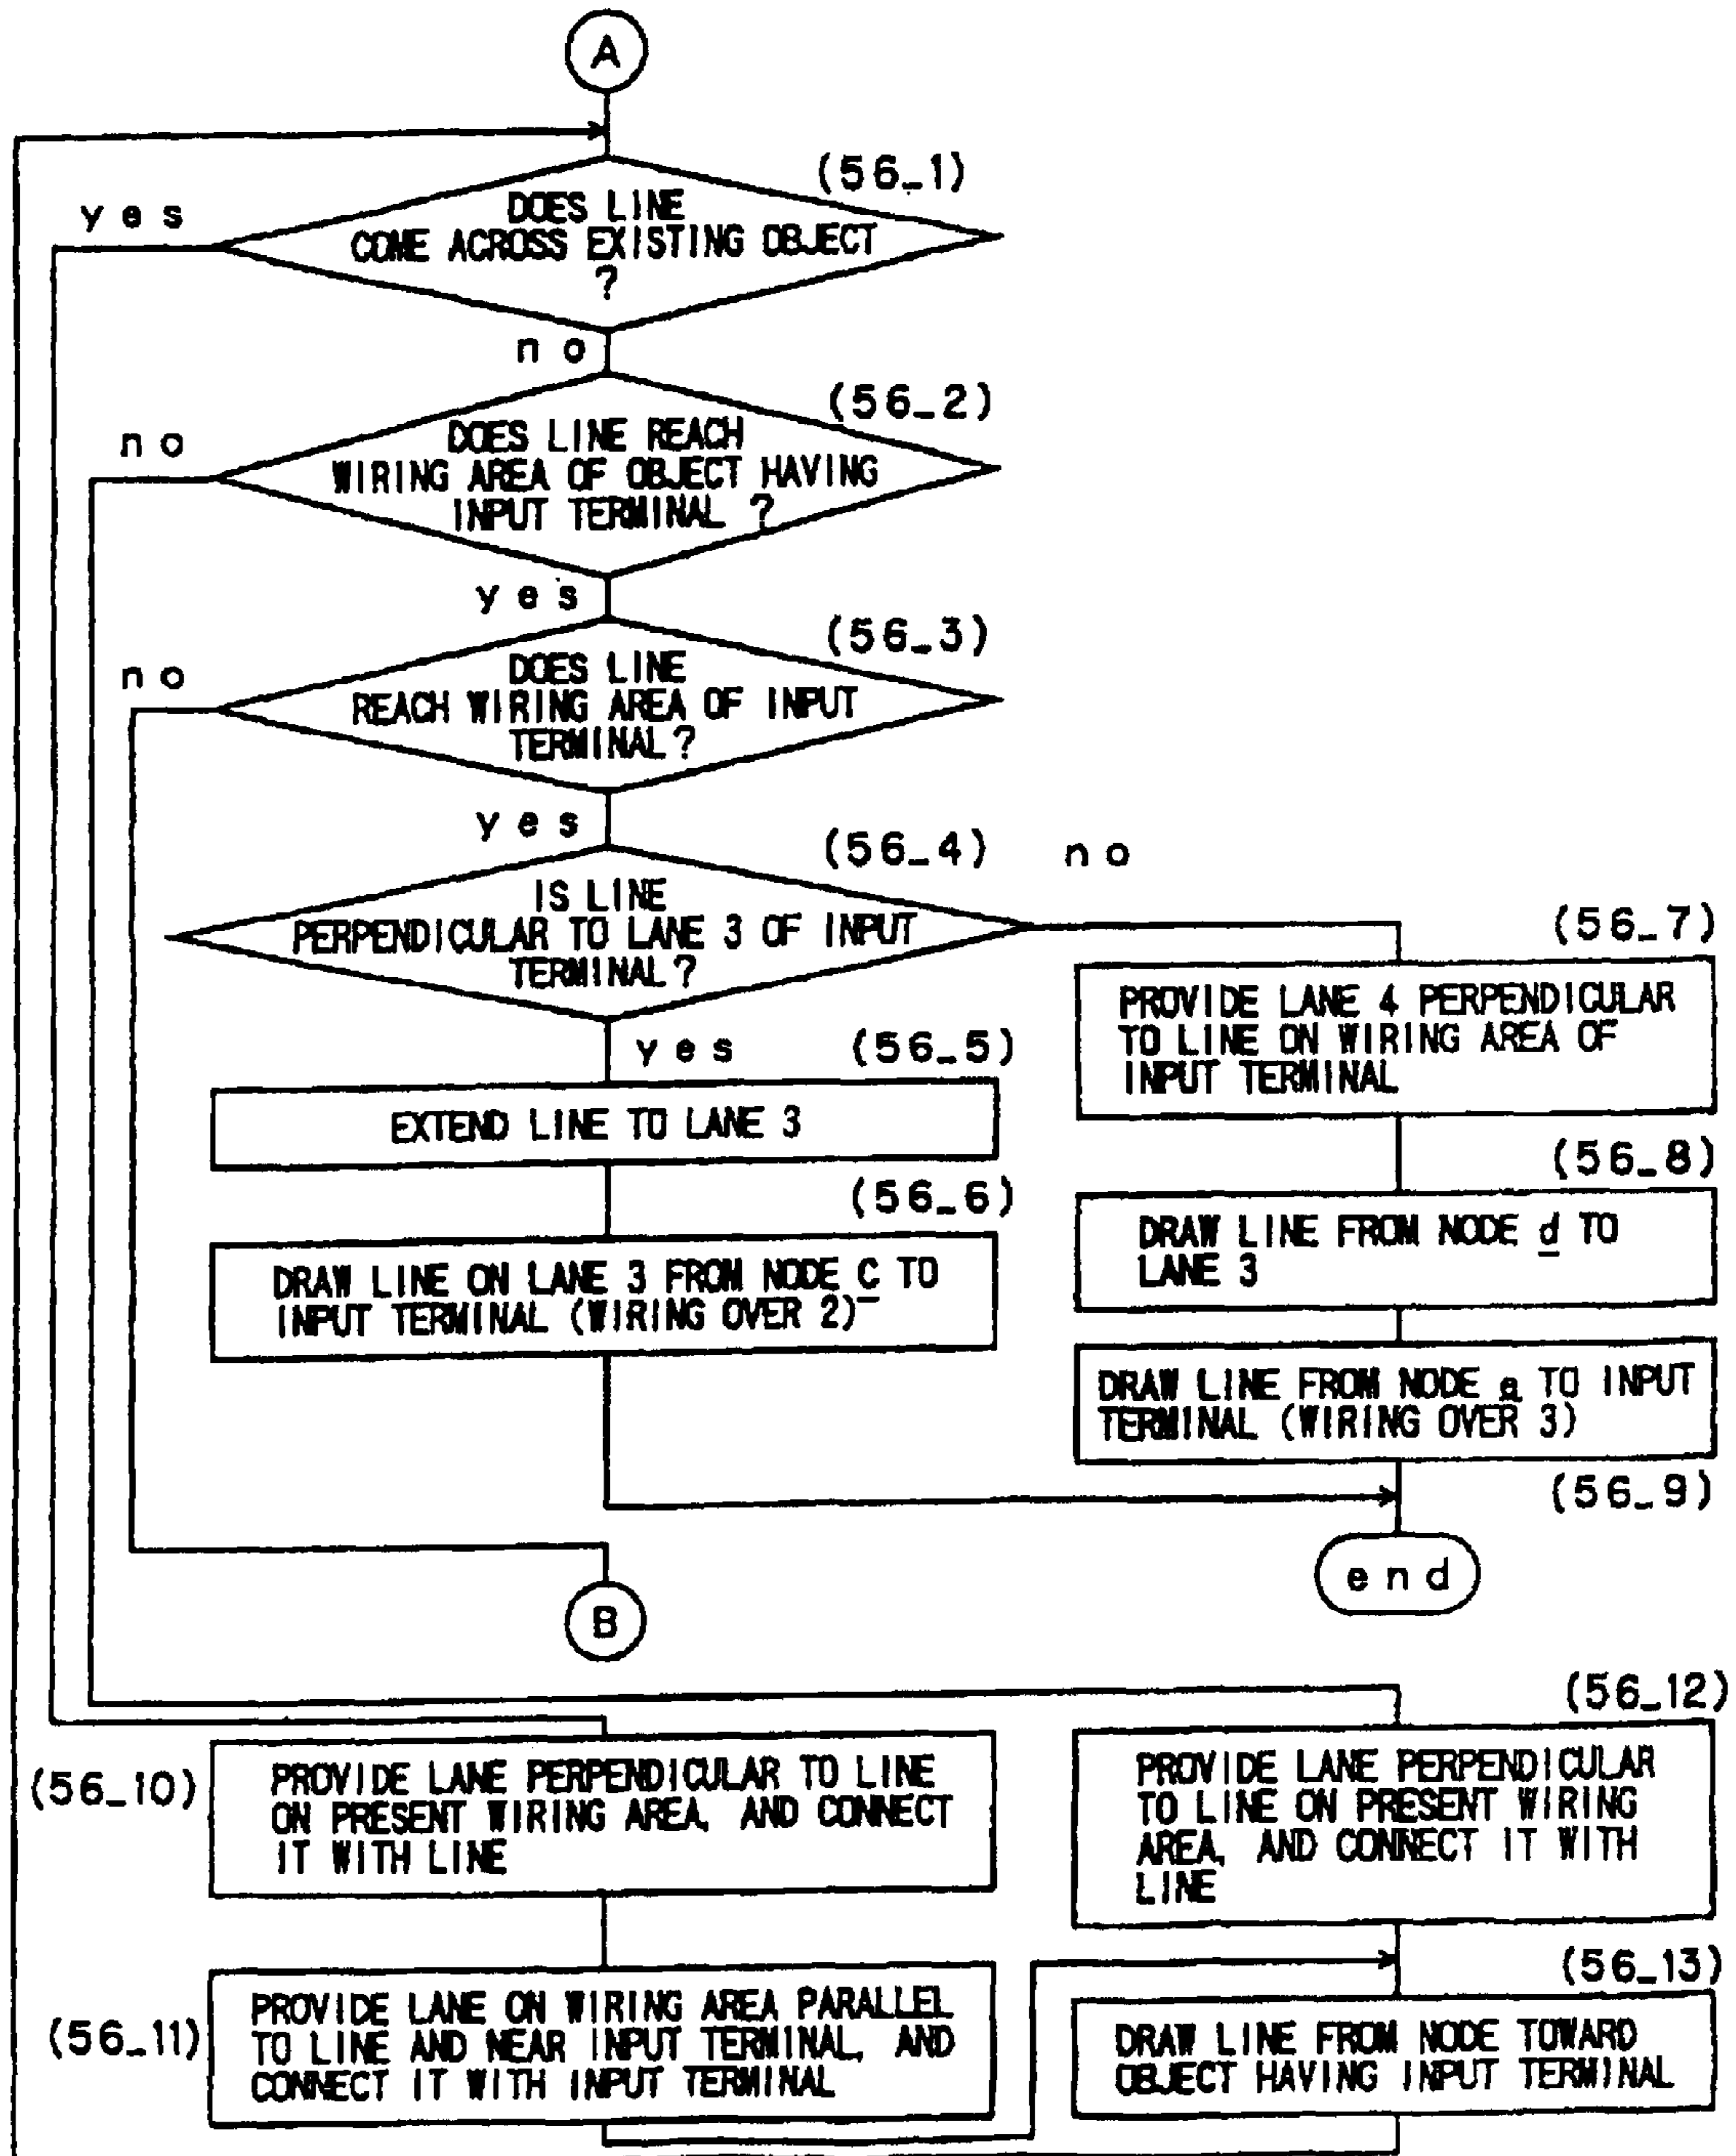 A
(56_1)
yes
DOES LINE
COME ACROSS EXISTING OBJECT
?
no
(56_2)
no
DOES LINE REACH
WIRING AREA OF OBJECT HAVING
INPUT TERMINAL ?
yes
(56_3)
no
DOES LINE
REACH WIRING AREA OF INPUT
TERMINAL?
yes
(56_4)
no
IS LINE
PERPENDICULAR TO LANE 3 OF INPUT
TERMINAL?
yes
(56_5)
EXTEND LINE TO LANE 3
(56_6)
DRAW LINE ON LANE 3 FROM NODE C TO
INPUT TERMINAL (WIRING OVER 2)
(56_7)
PROVIDE LANE 4 PERPENDICULAR
TO LINE ON WIRING AREA OF
INPUT TERMINAL
(56_8)
DRAW LINE FROM NODE d TO
LANE 3
DRAW LINE FROM NODE e TO INPUT
TERMINAL (WIRING OVER 3)
(56_9)
end
B
(56_10)
PROVIDE LANE PERPENDICULAR TO LINE
ON PRESENT WIRING AREA, AND CONNECT
IT WITH LINE
(56_11)
PROVIDE LANE ON WIRING AREA PARALLEL
TO LINE AND NEAR INPUT TERMINAL, AND
CONNECT IT WITH INPUT TERMINAL
(56_12)
PROVIDE LANE PERPENDICULAR
TO LINE ON PRESENT WIRING
AREA, AND CONNECT IT WITH
LINE
(56_13)
DRAW LINE FROM NODE TOWARD
OBJECT HAVING INPUT TERMINAL